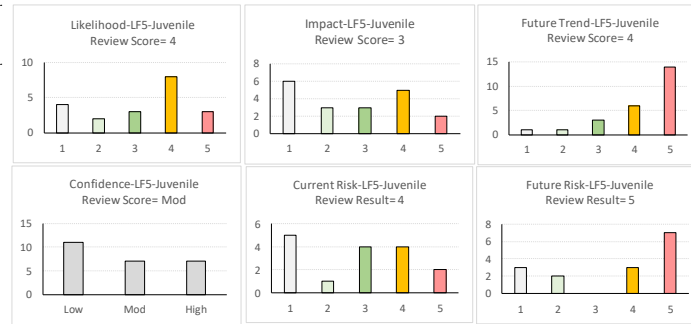 Likelihood-LF5-Juvenile
Review Score= 4
10
5
0
1 2 3 4 5
Impact-LF5-Juvenile
Review Score= 3
8
6
4
2
0
1 2 3 4 5
Future Trend-LF5-Juvenile
Review Score= 4
15
10
5
0
1 2 3 4 5
Confidence-LF5-Juvenile
Review Score= Mod
15
10
5
0
Low Mod High
Current Risk-LF5-Juvenile
Review Result= 4
6
4
2
0
1 2 3 4 5
Future Risk-LF5-Juvenile
Review Result= 5
8
6
4
2
0
1 2 3 4 5